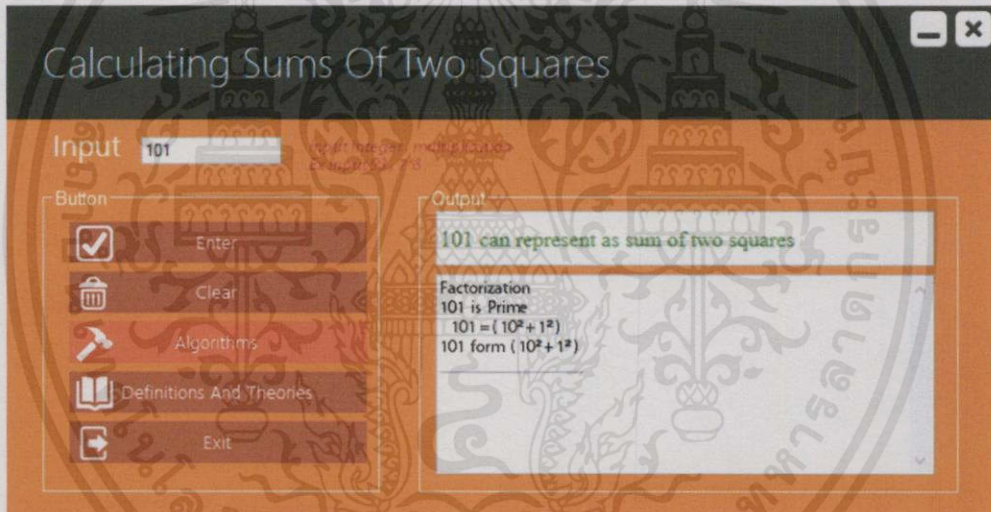 Calculating Sums Of Two Squares
Input 101
Button
Enter
Clear
Algorithms
Definitions And Theories
Exit
Output
101 can represent as sum of two squares
Factorization
101 is Prime
101 = ( 10² + 1² )
101 form ( 10² + 1² )